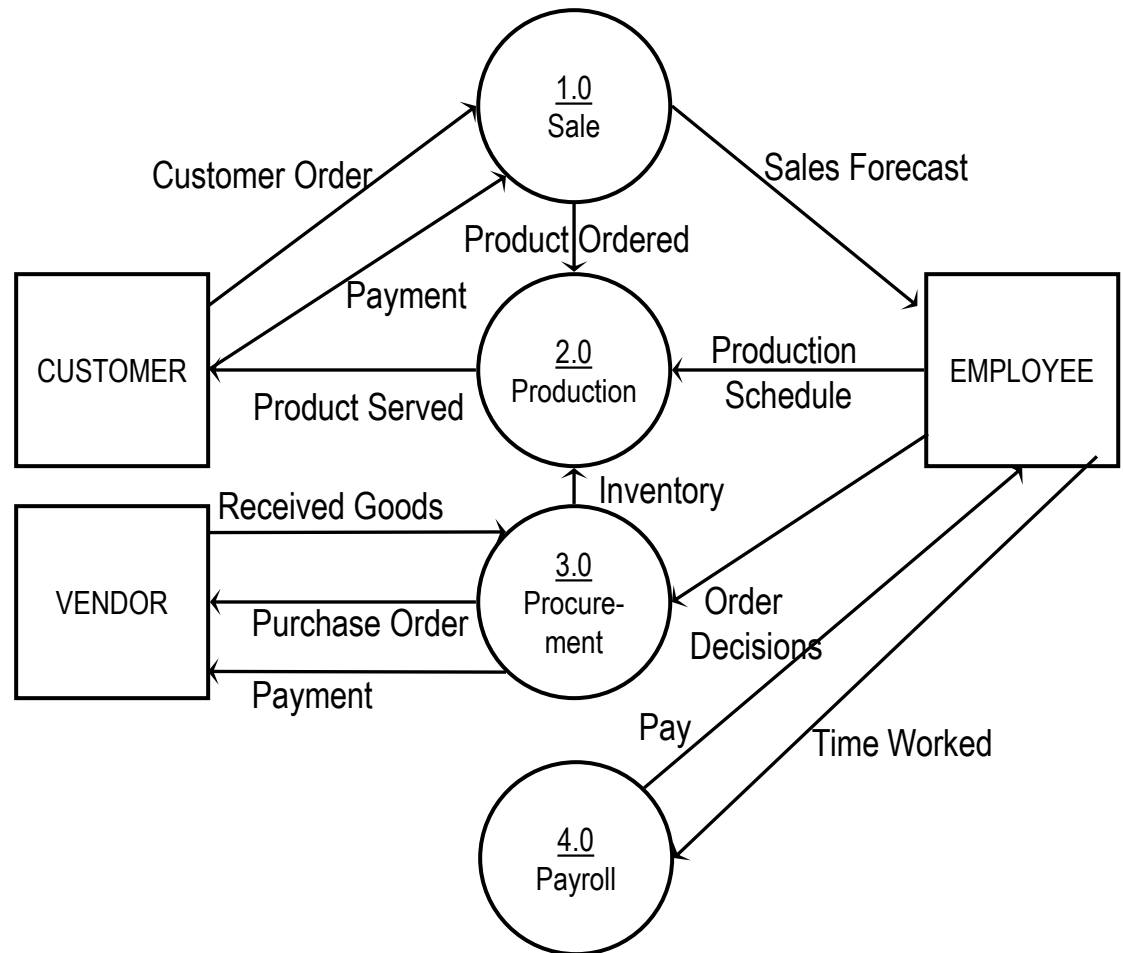 1.0
Sale
Customer Order
Sales Forecast
Product Ordered
Payment
CUSTOMER
2.0
Production
Production
Schedule
EMPLOYEE
Product Served
Received Goods
Inventory
VENDOR
3.0
Procure-
ment
Purchase Order
Order
Decisions
Payment
Pay
Time Worked
4.0
Payroll